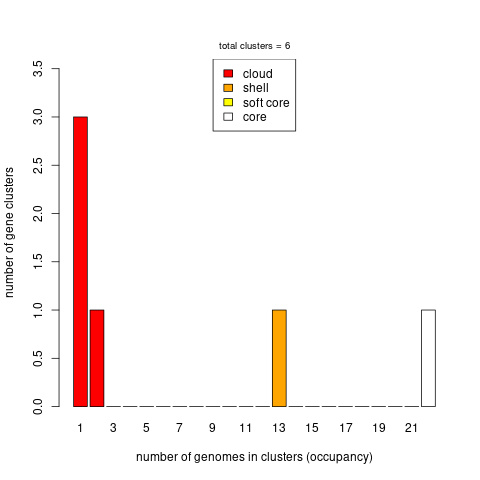 total clusters = 6
cloud
shell
soft core
core
number of gene clusters
3.5
3.0
2.5
2.0
1.5
1.0
0.5
0.0
1 3 5 7 9 11 13 15 17 19 21
number of genomes in clusters (occupancy)